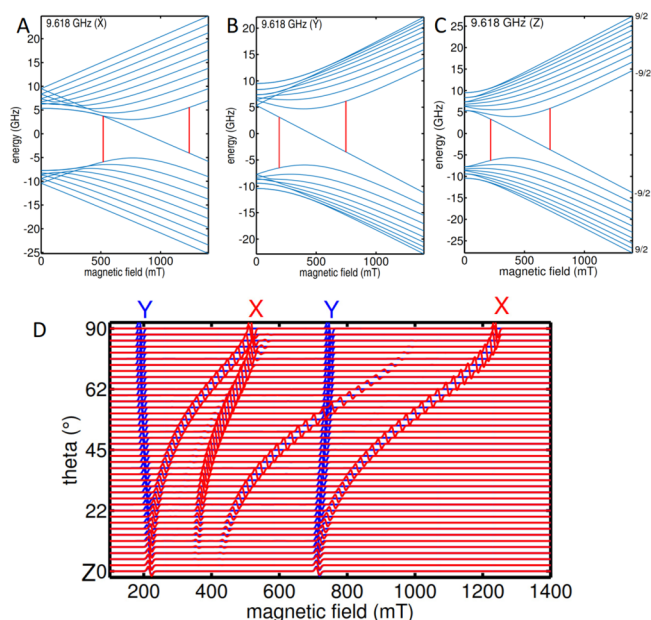 A
9.618 GHz (X)
energy (GHz)
20
15
10
5
0
-5
-10
-15
-20
-25
0
500
1000
magnetic field (mT)
B
9.618 GHz (Y)
energy (GHz)
20
15
10
5
0
-5
-10
-15
-20
0
500
1000
magnetic field (mT)
C
9.618 GHz (Z)
energy (GHz)
25
20
15
10
5
0
-5
-10
-15
-20
-25
0
500
1000
magnetic field (mT)
9/2
-9/2
-9/2
9/2
D
Y
X
Y
X
theta (°)
90
62
45
22
Z0
200
400
600
800
1000
1200
1400
magnetic field (mT)